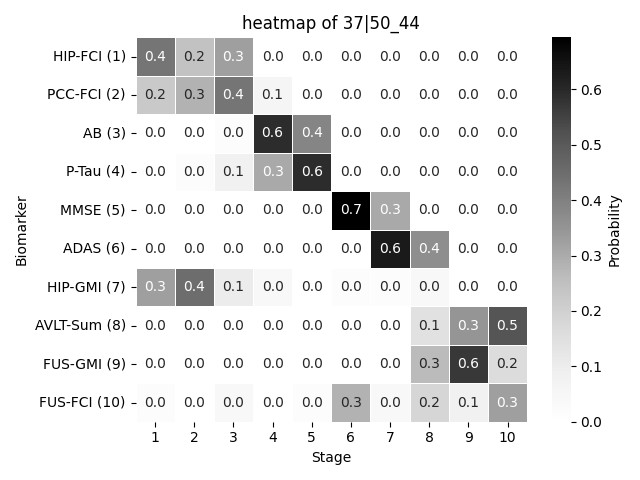 heatmap of 37|50_44
HIP-FCI (1) 0.4 0.2 0.3 0.0 0.0 0.0 0.0 0.0 0.0 0.0
PCC-FCI (2) 0.2 0.3 0.4 0.1 0.0 0.0 0.0 0.0 0.0 0.0
AB (3) 0.0 0.0 0.0 0.6 0.4 0.0 0.0 0.0 0.0 0.0
P-Tau (4) 0.0 0.0 0.1 0.3 0.6 0.0 0.0 0.0 0.0 0.0
MMSE (5) 0.0 0.0 0.0 0.0 0.0 0.7 0.3 0.0 0.0 0.0
ADAS (6) 0.0 0.0 0.0 0.0 0.0 0.0 0.6 0.4 0.0 0.0
HIP-GMI (7) 0.3 0.4 0.1 0.0 0.0 0.0 0.0 0.0 0.0 0.0
AVLT-Sum (8) 0.0 0.0 0.0 0.0 0.0 0.0 0.0 0.1 0.3 0.5
FUS-GMI (9) 0.0 0.0 0.0 0.0 0.0 0.0 0.0 0.3 0.6 0.2
FUS-FCI (10) 0.0 0.0 0.0 0.0 0.0 0.3 0.0 0.2 0.1 0.3
1 2 3 4 5 6 7 8 9 10
Stage
Biomarker
0.6
0.5
0.4
0.3
0.2
0.1
0.0
Probability